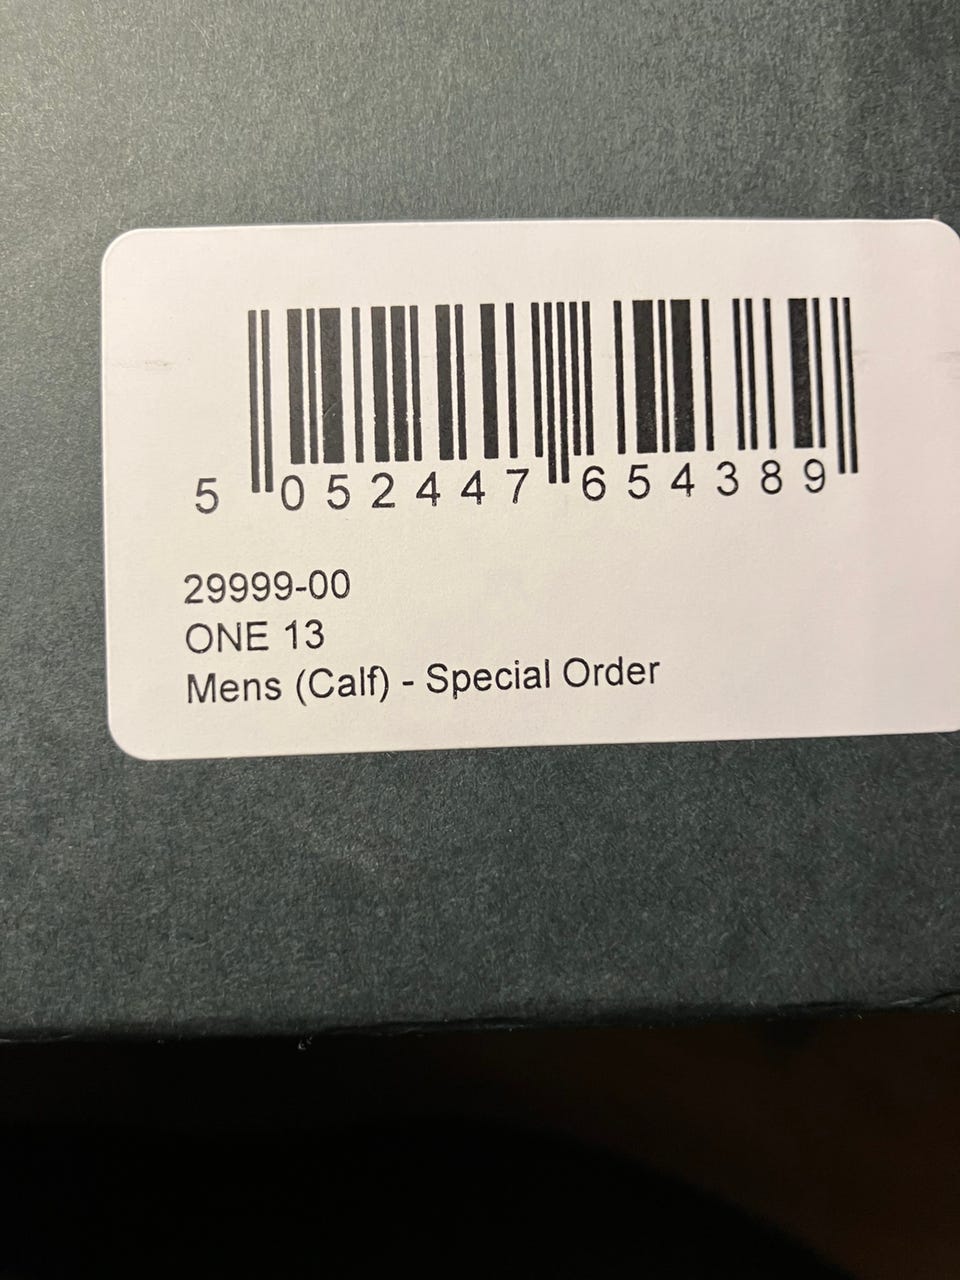 5 052447 654389
29999-00
ONE 13
Mens (Calf) - Special Order